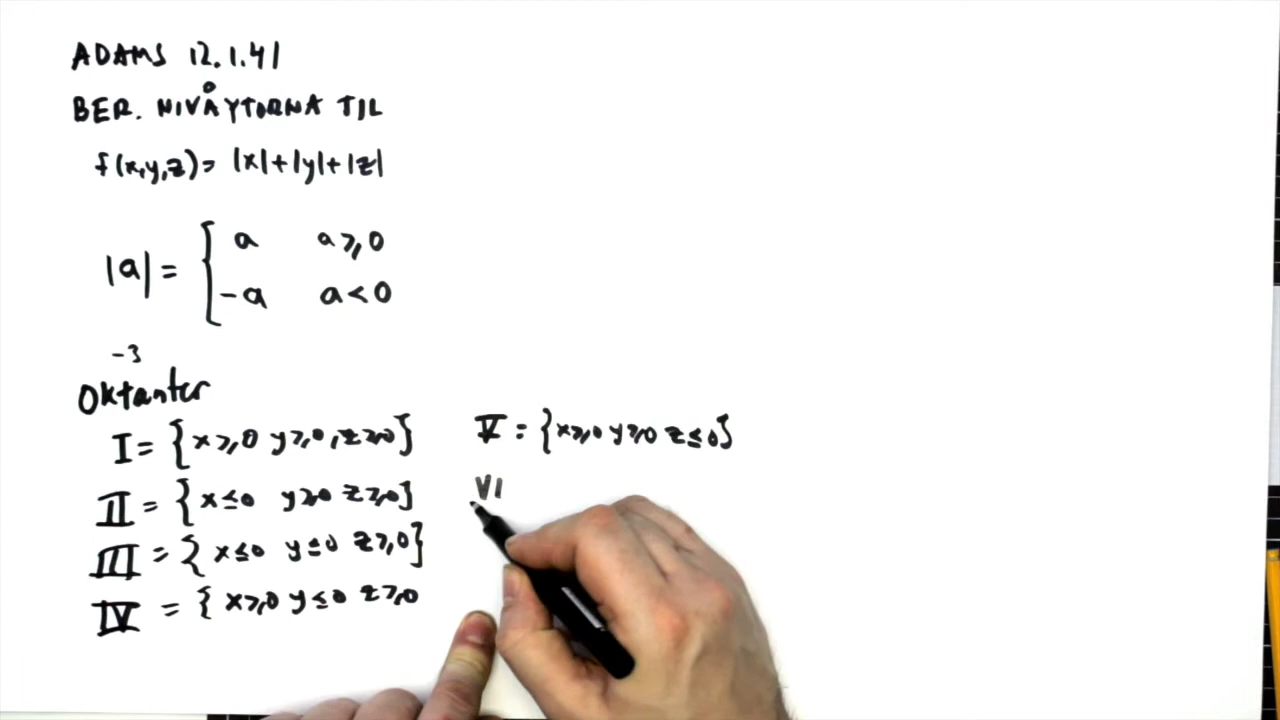 ADAMS 12.1.41
BER. NIVÅYTORNA TILL
f(x,y,z)= |x|+|y|+|z|
|a| = { a a≥0
-a a<0
-3
Oktanter
I = {x≥0 y≥0, z≥0}
II = {x≤0 y≥0 z≥0}
III = {x≤0 y≤0 z≥0}
IV = { x≥0 y≤0 z≥0
V = {x≥0 y≥0 z≤0}
VI